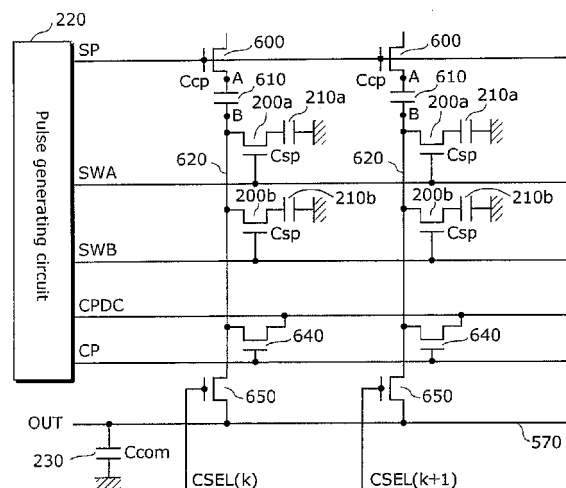 220
SP
600
600
Ccp
A
610
Ccp
A
610
200a
210a
200a
210a
B
B
Csp
Csp
620
620
SWA
200b
200b
210b
210b
Csp
Csp
SWB
Pulse generating circuit
CPDC
640
640
CP
650
650
OUT
230
Ccom
570
CSEL(k)
CSEL(k+1)